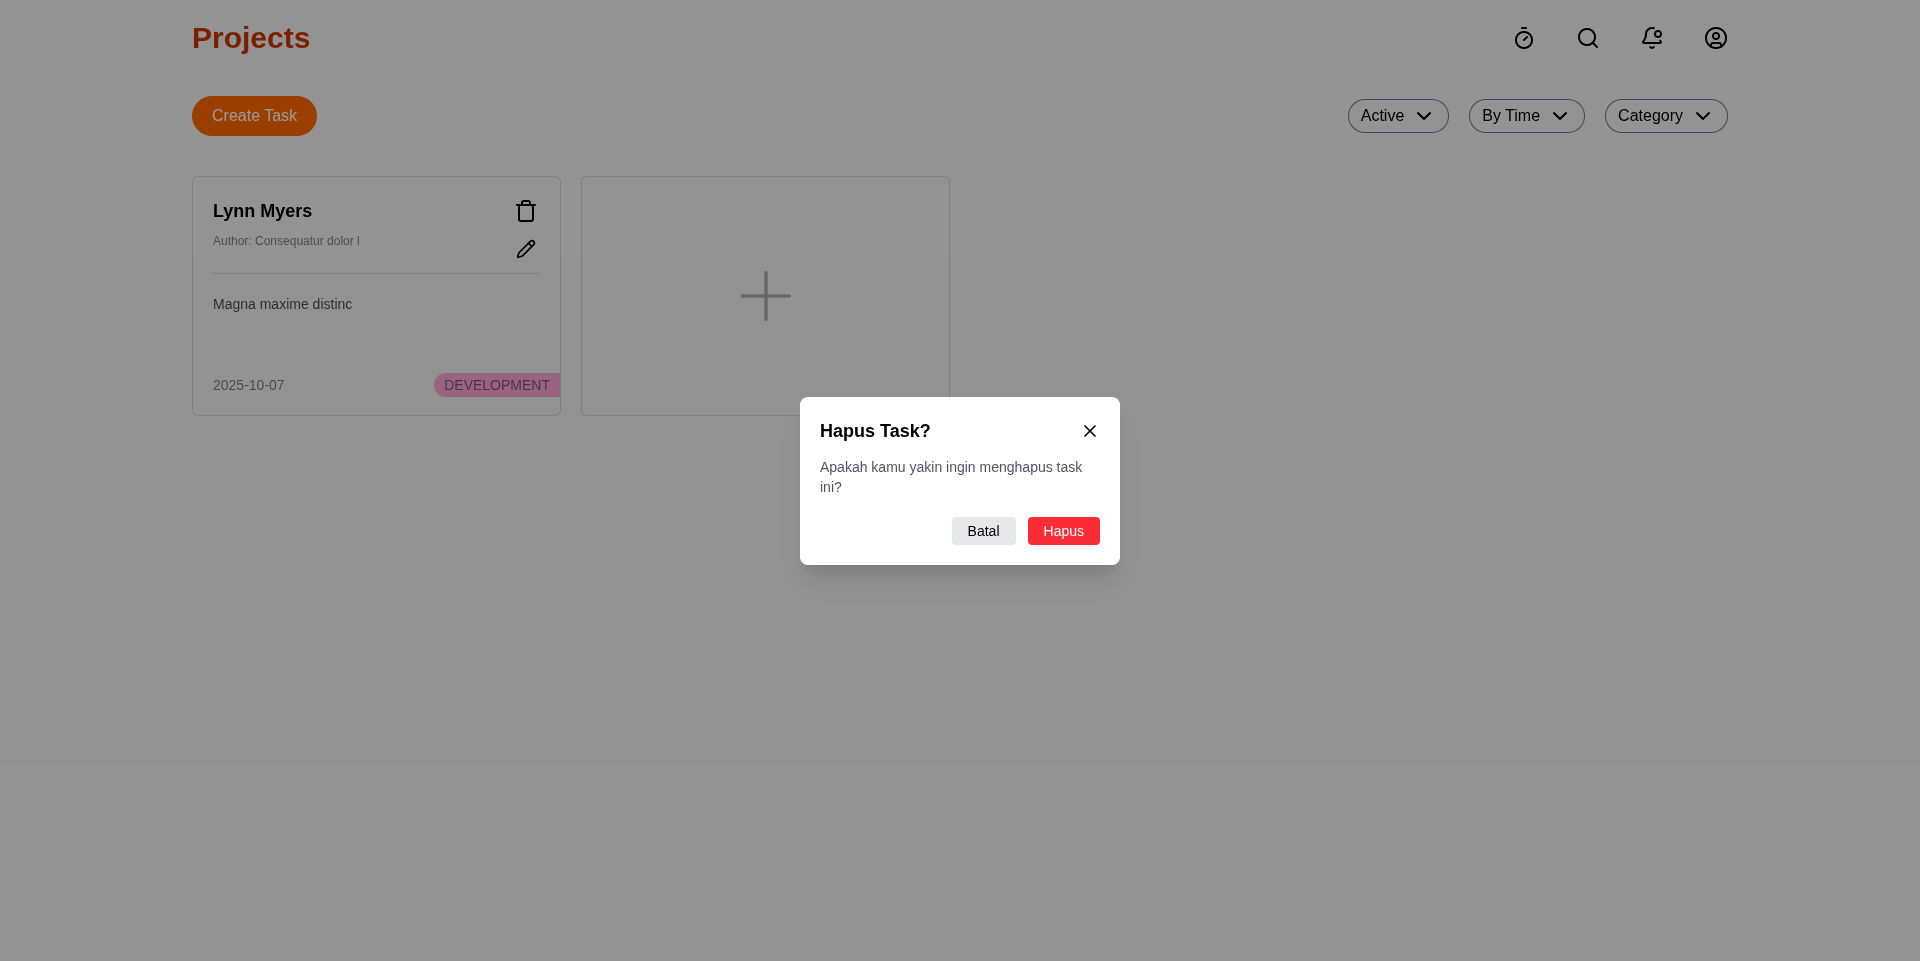 Projects
Create Task
Active
By Time
Category
Lynn Myers
Author: Consequatur dolor l
Magna maxime distinc
2025-10-07
DEVELOPMENT
Hapus Task?
Apakah kamu yakin ingin menghapus task
ini?
Batal
Hapus